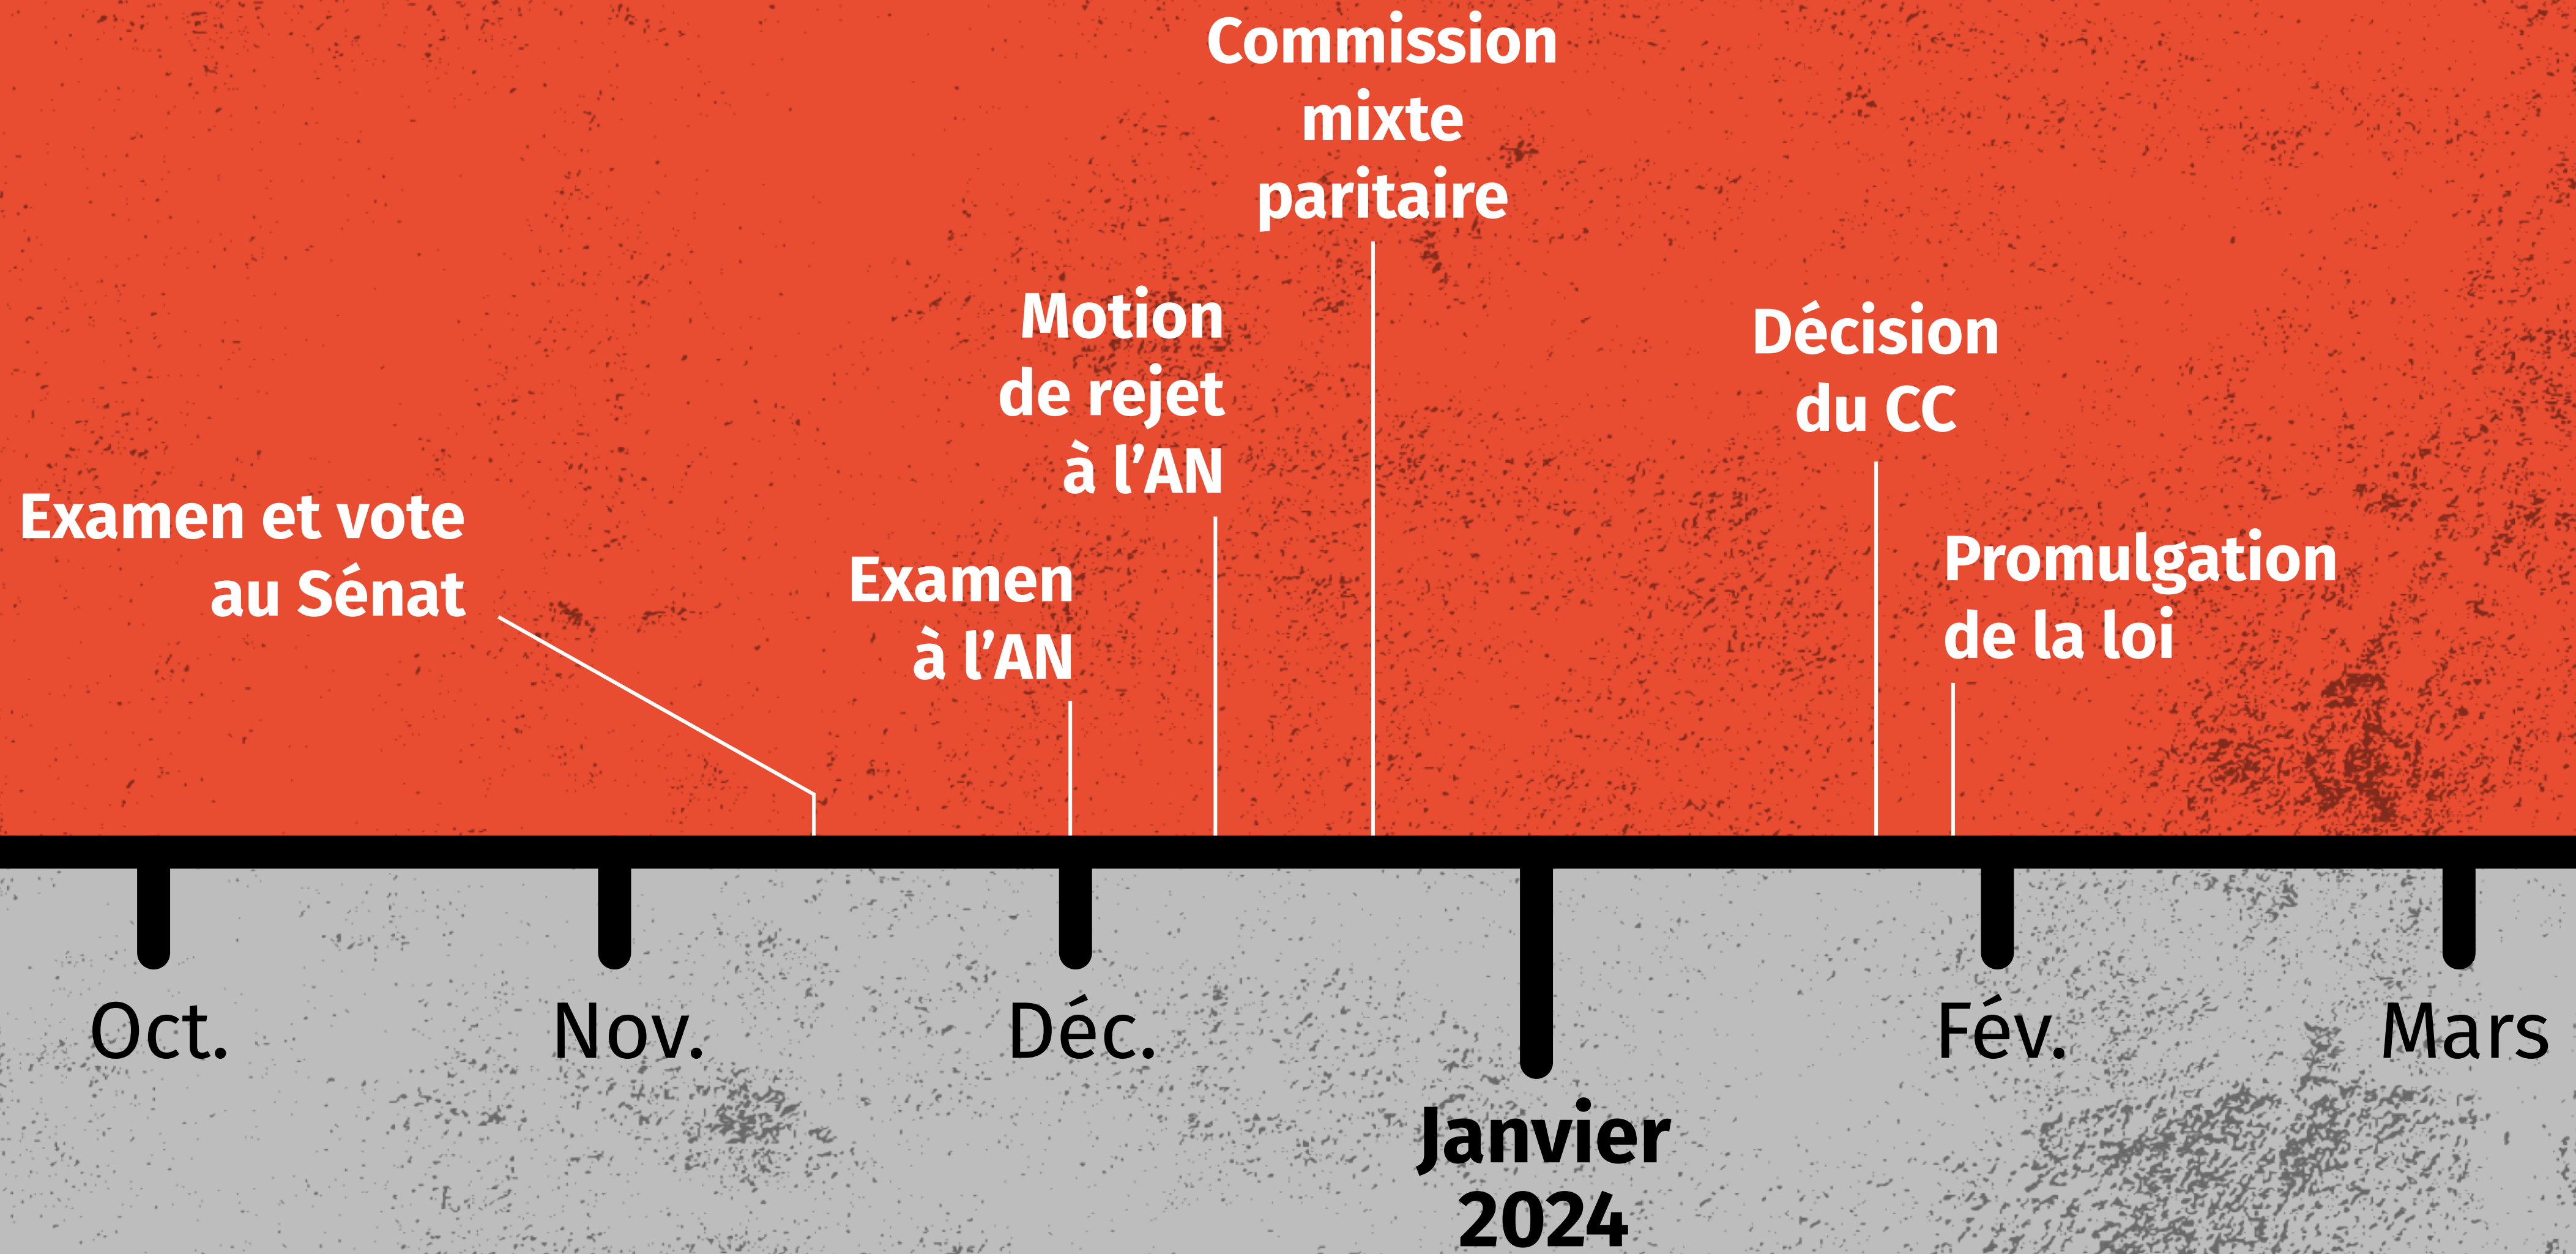 Commission
mixte
paritaire
Motion
de rejet
à l’AN
Décision
du CC
Examen et vote
au Sénat
Examen
à l’AN
Promulgation
de la loi
Oct.
Nov.
Déc.
Janvier
2024
Fév.
Mars